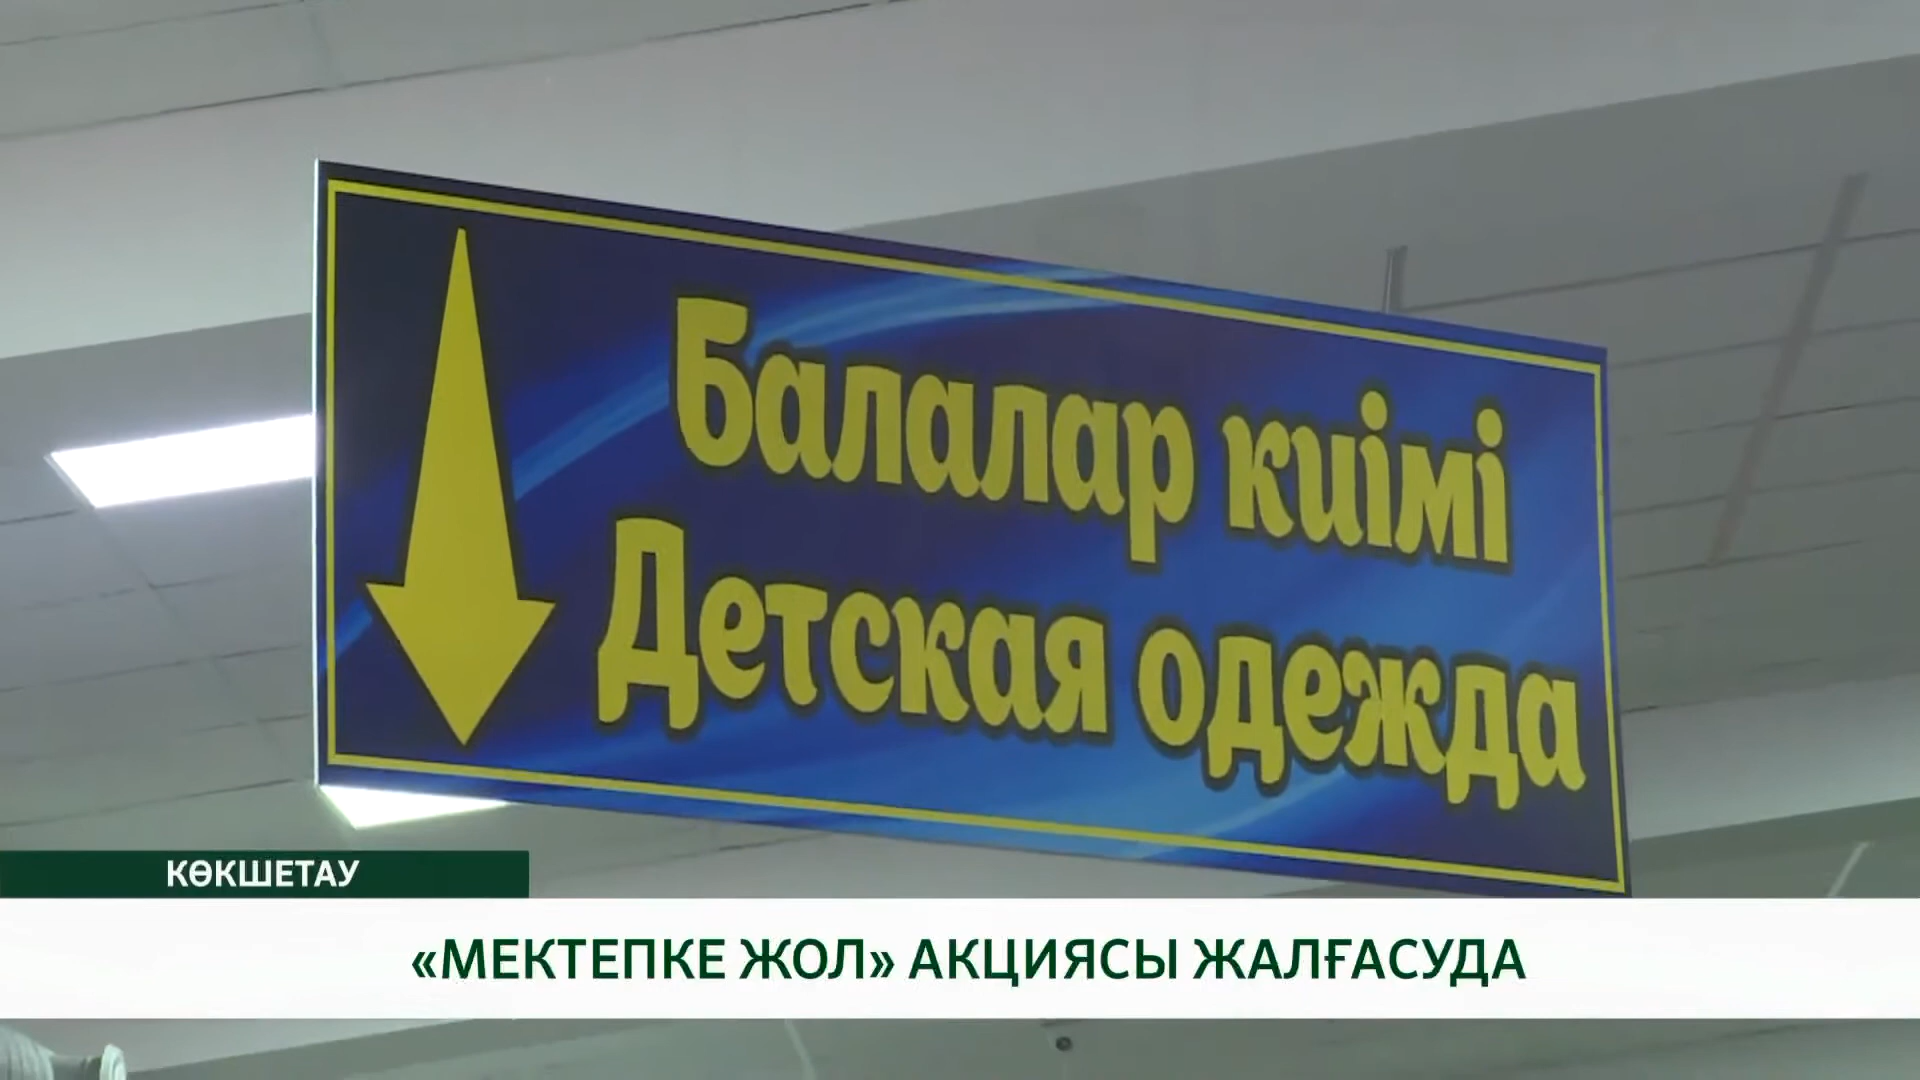 Балалар киімі
Детская одежда
КӨКШЕТАУ
«МЕКТЕПКЕ ЖОЛ» АКЦИЯСЫ ЖАЛҒАСУДА